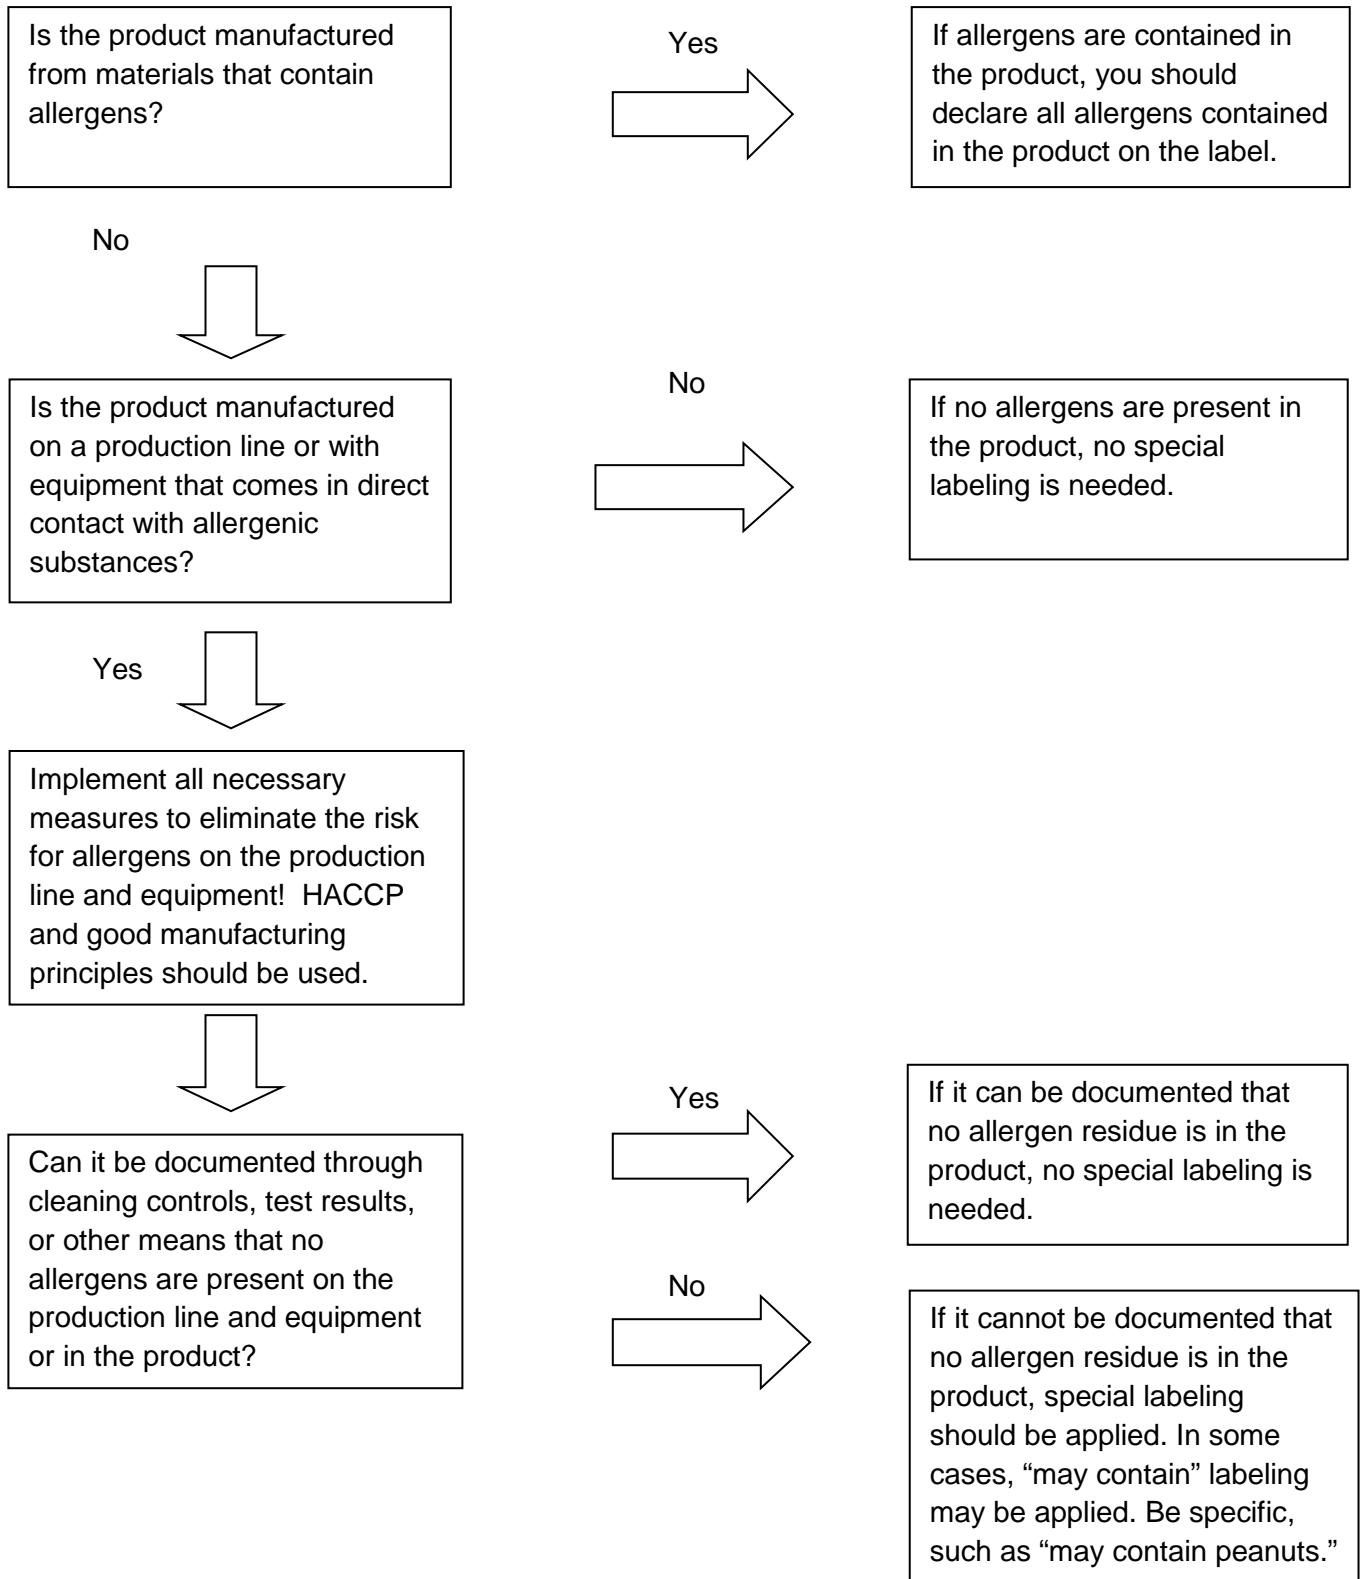 Is the product manufactured
from materials that contain
allergens?
Yes
If allergens are contained in
the product, you should
declare all allergens contained
in the product on the label.
No
Is the product manufactured
on a production line or with
equipment that comes in direct
contact with allergenic
substances?
No
If no allergens are present in
the product, no special
labeling is needed.
Yes
Implement all necessary
measures to eliminate the risk
for allergens on the production
line and equipment!  HACCP
and good manufacturing
principles should be used.
Can it be documented through
cleaning controls, test results,
or other means that no
allergens are present on the
production line and equipment
or in the product?
Yes
If it can be documented that
no allergen residue is in the
product, no special labeling is
needed.
No
If it cannot be documented that
no allergen residue is in the
product, special labeling
should be applied. In some
cases, “may contain” labeling
may be applied. Be specific,
such as “may contain peanuts.”